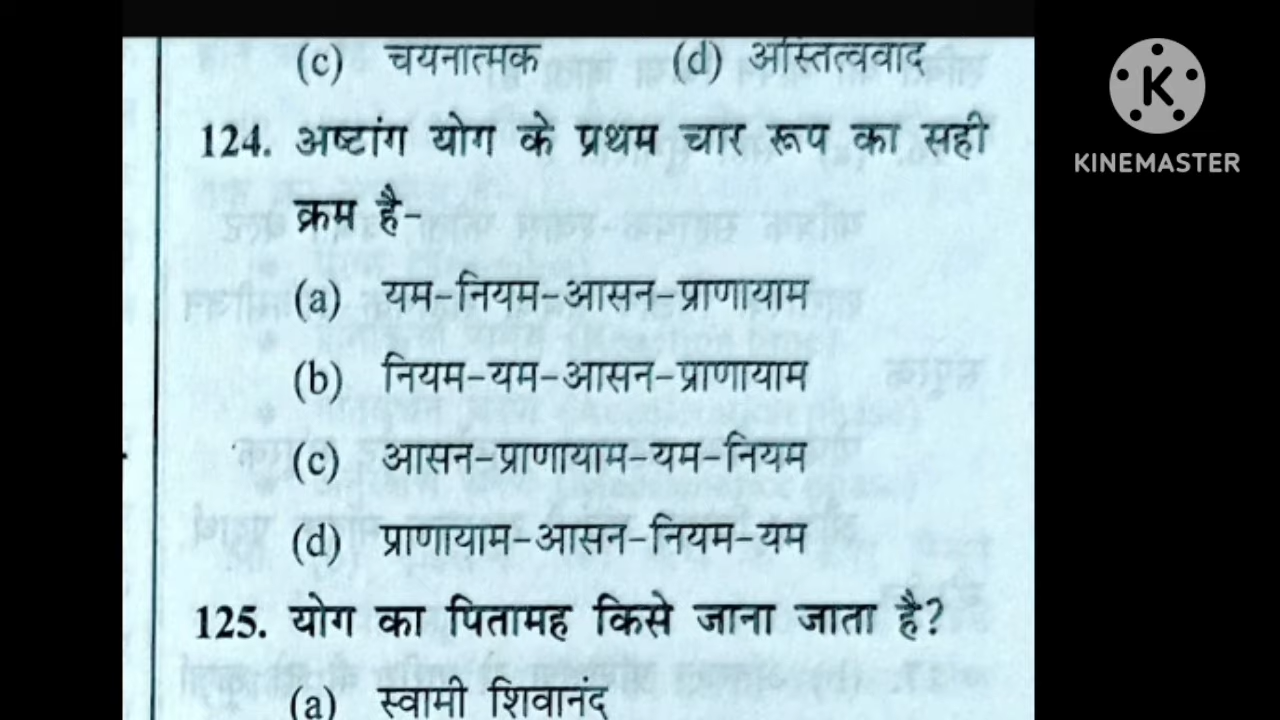 (c) चयनात्मक (d) अस्तित्ववाद
124. अष्टांग योग के प्रथम चार रूप का सही
क्रम है-
(a) यम-नियम-आसन-प्राणायाम
(b) नियम-यम-आसन-प्राणायाम
(c) आसन-प्राणायाम-यम-नियम
(d) प्राणायाम-आसन-नियम-यम
125. योग का पितामह किसे जाना जाता है?
(a) स्वामी शिवानंद
K
KINEMASTER